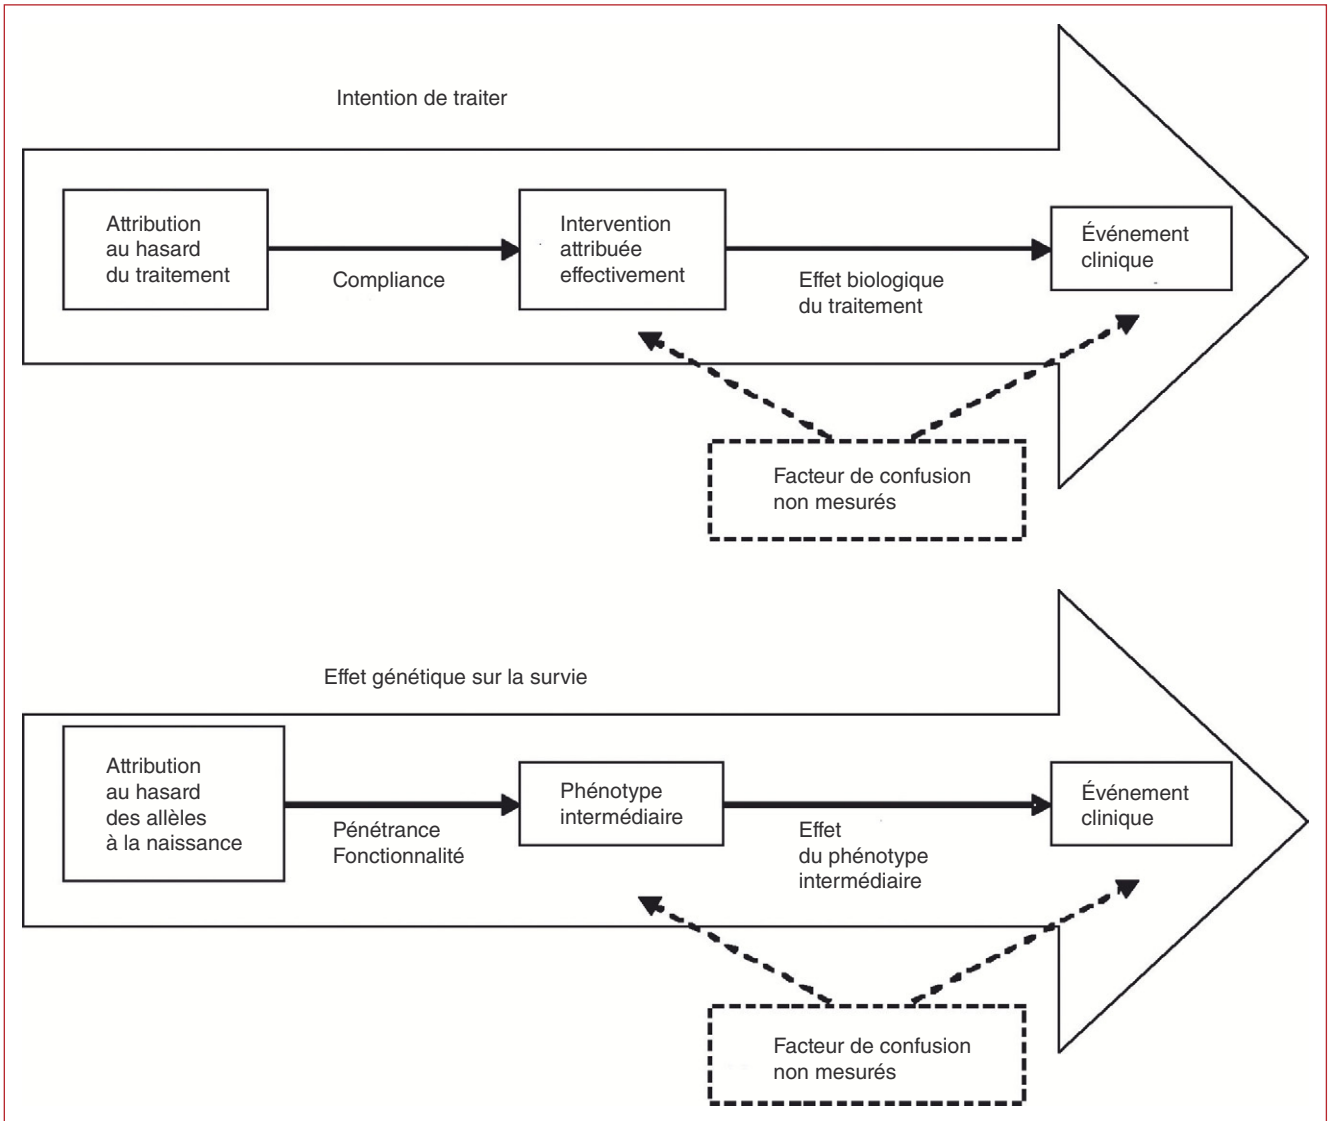 Intention de traiter
Attribution
au hasard
du traitement
Compliance
Intervention
attribuée
effectivement
Effet biologique
du traitement
Événement
clinique
Facteur de confusion
non mesurés
Effet génétique sur la survie
Attribution
au hasard
des allèles
à la naissance
Pénétrance
Fonctionnalité
Phénotype
intermédiaire
Effet
du phénotype
intermédiaire
Événement
clinique
Facteur de confusion
non mesurés